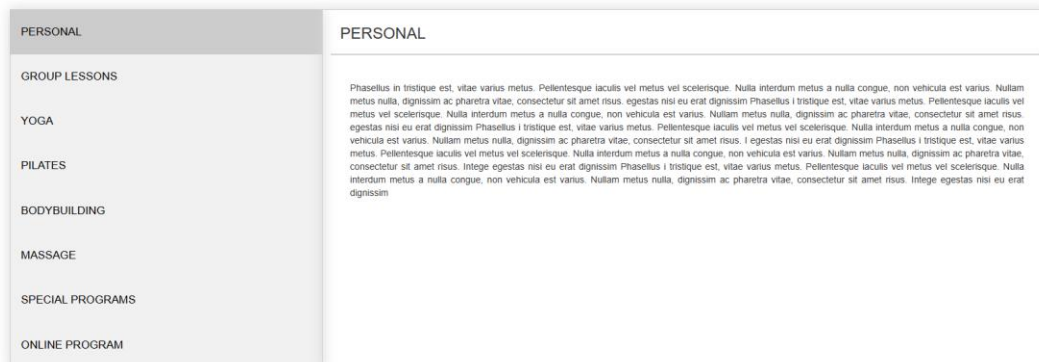 PERSONAL
GROUP LESSONS
YOGA
PILATES
BODYBUILDING
MASSAGE
SPECIAL PROGRAMS
ONLINE PROGRAM
PERSONAL
Phasellus in tristique est, vitae varius metus. Pellentesque iaculis vel metus vel scelerisque. Nulla interdum metus a nulla congue, non vehicula est varius. Nullam
metus nulla, dignissim ac pharetra vitae, consectetur sit amet risus. egestas nisi eu erat dignissim Phasellus i tristique est, vitae varius metus. Pellentesque iaculis vel
metus vel scelerisque. Nulla interdum metus a nulla congue, non vehicula est varius. Nullam metus nulla, dignissim ac pharetra vitae, consectetur sit amet risus.
egestas nisi eu erat dignissim Phasellus i tristique est, vitae varius metus. Pellentesque iaculis vel metus vel scelerisque. Nulla interdum metus a nulla congue, non
vehicula est varius. Nullam metus nulla, dignissim ac pharetra vitae, consectetur sit amet risus. I egestas nisi eu erat dignissim Phasellus i tristique est, vitae varius
metus. Pellentesque iaculis vel metus vel scelerisque. Nulla interdum metus a nulla congue, non vehicula est varius. Nullam metus nulla, dignissim ac pharetra vitae,
consectetur sit amet risus. Intege egestas nisi eu erat dignissim Phasellus i tristique est, vitae varius metus. Pellentesque iaculis vel metus vel scelerisque. Nulla
interdum metus a nulla congue, non vehicula est varius. Nullam metus nulla, dignissim ac pharetra vitae, consectetur sit amet risus. Intege egestas nisi eu erat
dignissim